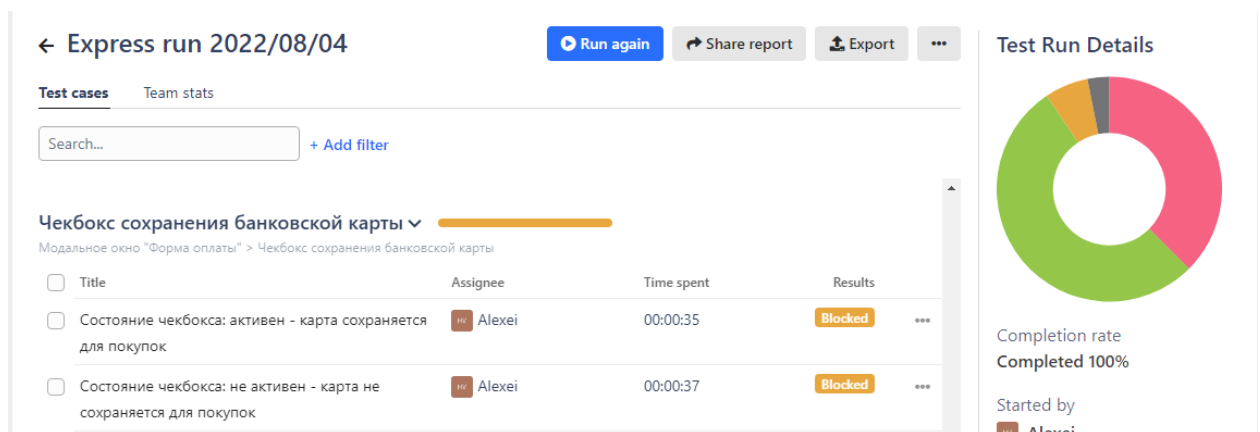 ← Express run 2022/08/04
Run again
Share report
Export
•••
Test cases
Team stats
Search...
+ Add filter
Чекбокс сохранения банковской карты
Модальное окно "Форма оплаты" > Чекбокс сохранения банковской карты
Title Assignee Time spent Results
Состояние чекбокса: активен - карта сохраняется
для покупок
Alexei
00:00:35
Blocked
Состояние чекбокса: не активен - карта не
сохраняется для покупок
Alexei
00:00:37
Blocked
Test Run Details
Completion rate
Completed 100%
Started by
Alexei